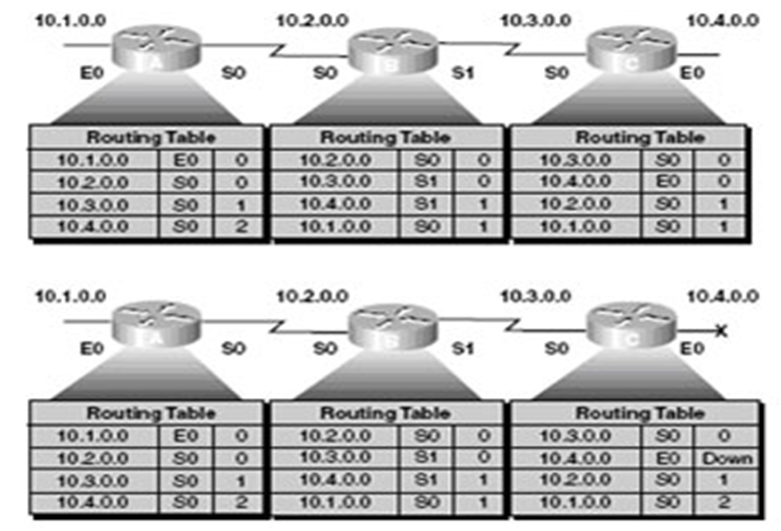 10.1.0.0 10.2.0.0 10.3.0.0 10.4.0.0
A B C
E0 S0 S0 S1 S0 E0
Routing Table Routing Table Routing Table
10.1.0.0 E0 0 10.2.0.0 S0 0 10.3.0.0 S0 0
10.2.0.0 S0 0 10.3.0.0 S1 0 10.4.0.0 E0 0
10.3.0.0 S0 1 10.4.0.0 S1 1 10.2.0.0 S0 1
10.4.0.0 S0 2 10.1.0.0 S0 1 10.1.0.0 S0 1
10.1.0.0 10.2.0.0 10.3.0.0 10.4.0.0
A B C X
E0 S0 S0 S1 S0 E0
Routing Table Routing Table Routing Table
10.1.0.0 E0 0 10.2.0.0 S0 0 10.3.0.0 S0 0
10.2.0.0 S0 0 10.3.0.0 S1 0 10.4.0.0 E0 Down
10.3.0.0 S0 1 10.4.0.0 S1 1 10.2.0.0 S0 1
10.4.0.0 S0 2 10.1.0.0 S0 1 10.1.0.0 S0 2